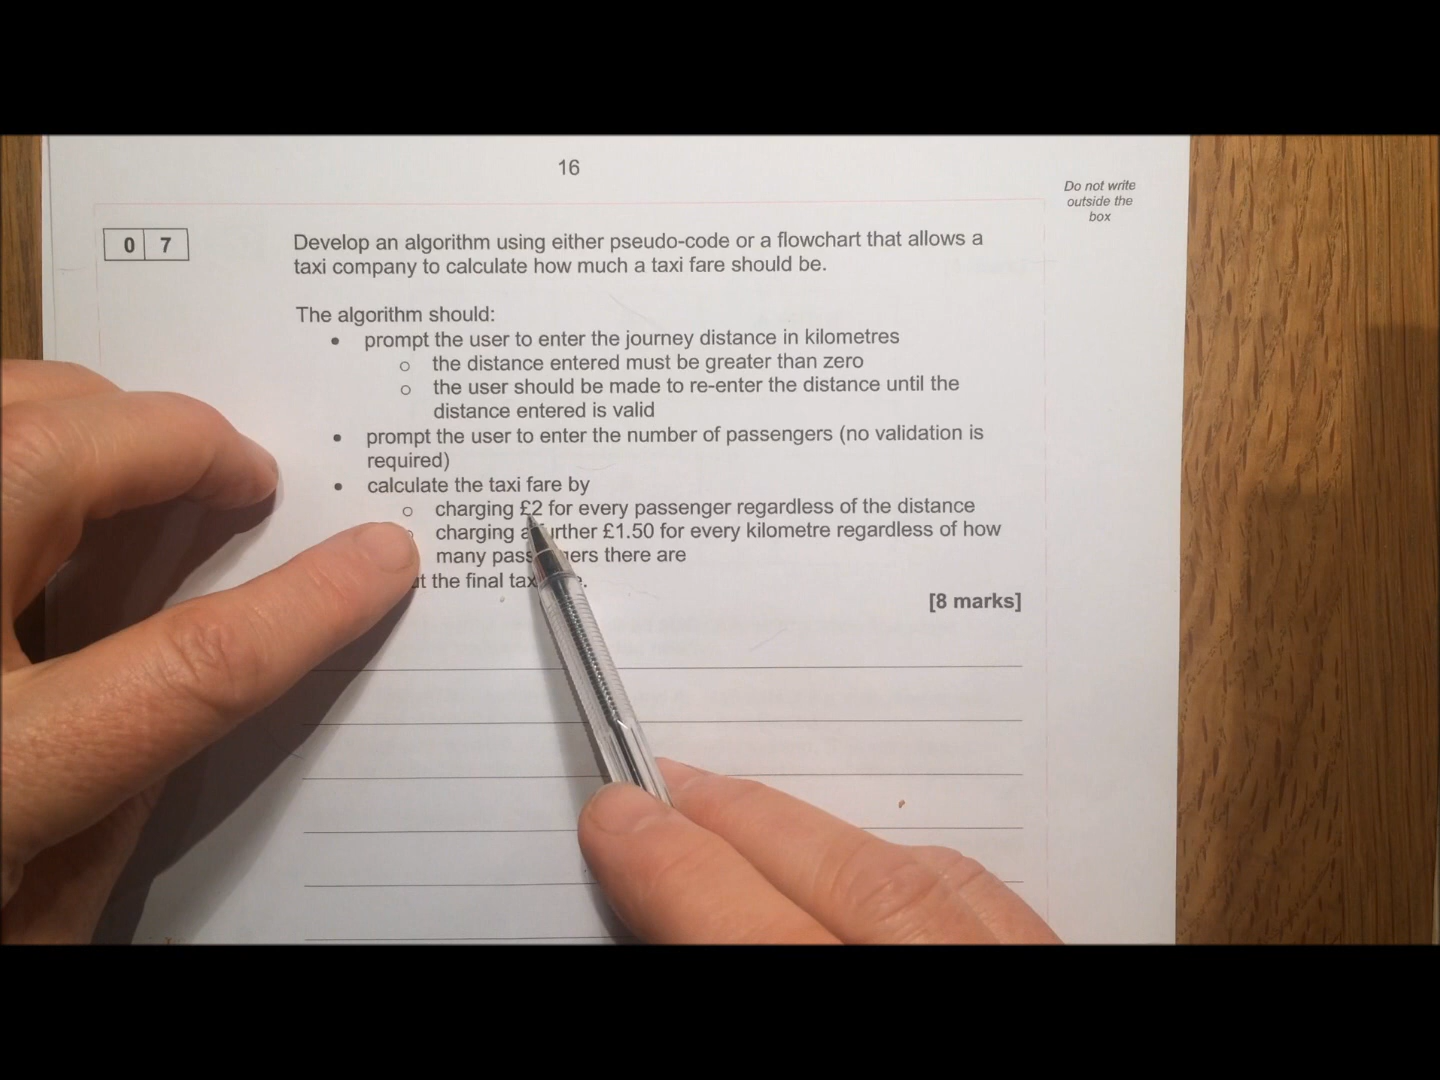 16
Do not write
outside the
box
0 7
Develop an algorithm using either pseudo-code or a flowchart that allows a
taxi company to calculate how much a taxi fare should be.
The algorithm should:
• prompt the user to enter the journey distance in kilometres
o the distance entered must be greater than zero
o the user should be made to re-enter the distance until the
distance entered is valid
• prompt the user to enter the number of passengers (no validation is
required)
• calculate the taxi fare by
o charging £2 for every passenger regardless of the distance
charging further £1.50 for every kilometre regardless of how
many there are
the final
[8 marks]